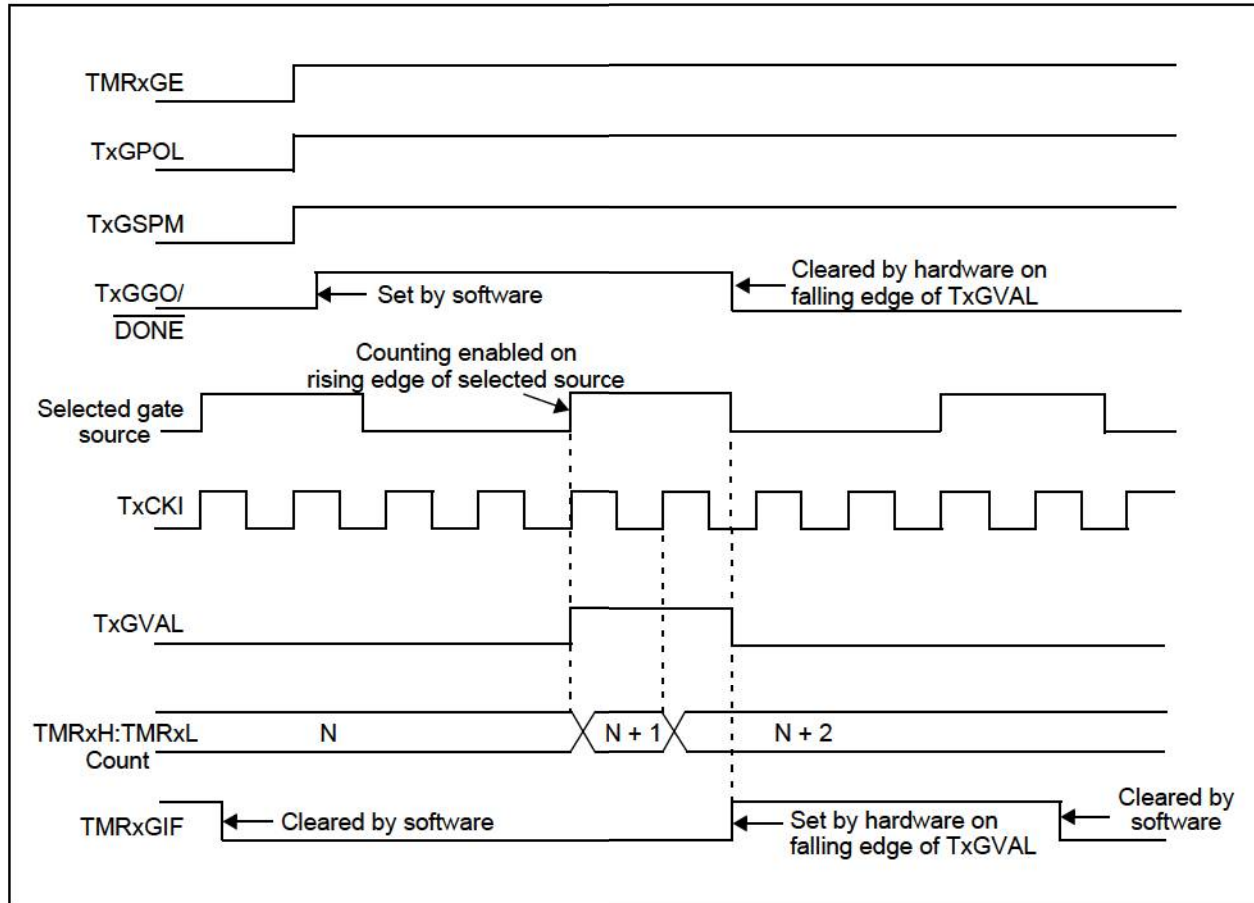 TMRxGE
TxGPOL
TxGSPM
TxGGO/
DONE
Set by software
Cleared by hardware on
falling edge of TxGVAL
Counting enabled on
rising edge of selected source
Selected gate
source
TxCKI
TxGVAL
TMRxH:TMRxL
Count
N
N + 1
N + 2
TMRxGIF
Cleared by software
Set by hardware on
falling edge of TxGVAL
Cleared by
software